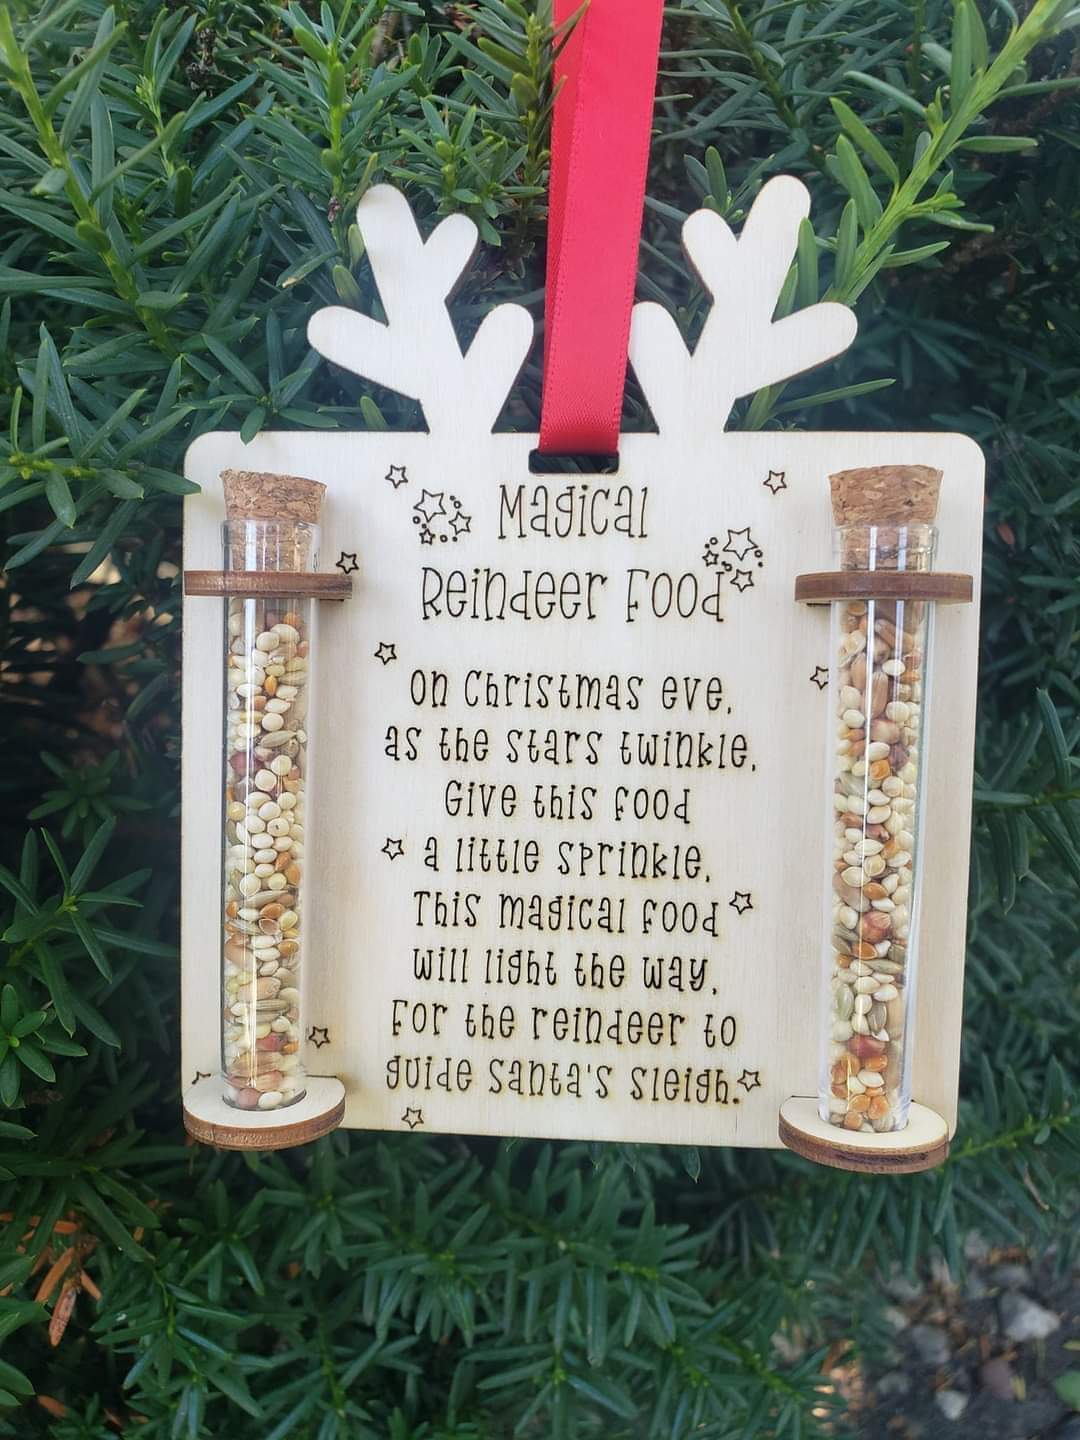 Magical
Reindeer Food
On Christmas eve,
as the stars twinkle,
Give this food
a little sprinkle,
This magical food
will light the way,
For the reindeer to
guide Santa's sleigh.